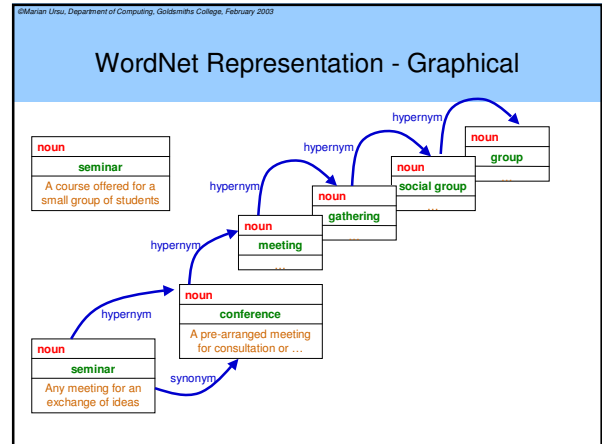 ©Marian Ursu, Department of Computing, Goldsmiths College, February 2003
WordNet Representation - Graphical
hypernym
noun
group
…
hypernym
noun
social group
…
hypernym
noun
gathering
…
hypernym
noun
meeting
…
noun
seminar
A course offered for a
small group of students
hypernym
noun
conference
A pre-arranged meeting
for consultation or …
noun
seminar
Any meeting for an
exchange of ideas
synonym